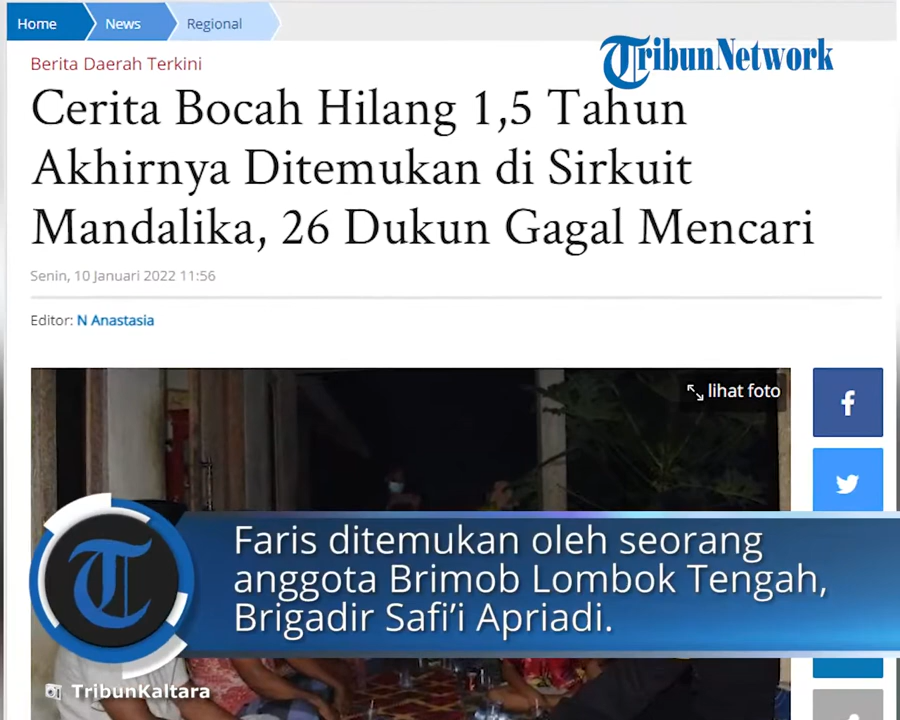 Home News Regional
Berita Daerah Terkini
TribunNetwork
Cerita Bocah Hilang 1,5 Tahun
Akhirnya Ditemukan di Sirkuit
Mandalika, 26 Dukun Gagal Mencari
Senin, 10 Januari 2022 11:56
Editor: N Anastasia
lihat foto
Faris ditemukan oleh seorang
anggota Brimob Lombok Tengah,
Brigadir Safi'i Apriadi.
TribunKaltara